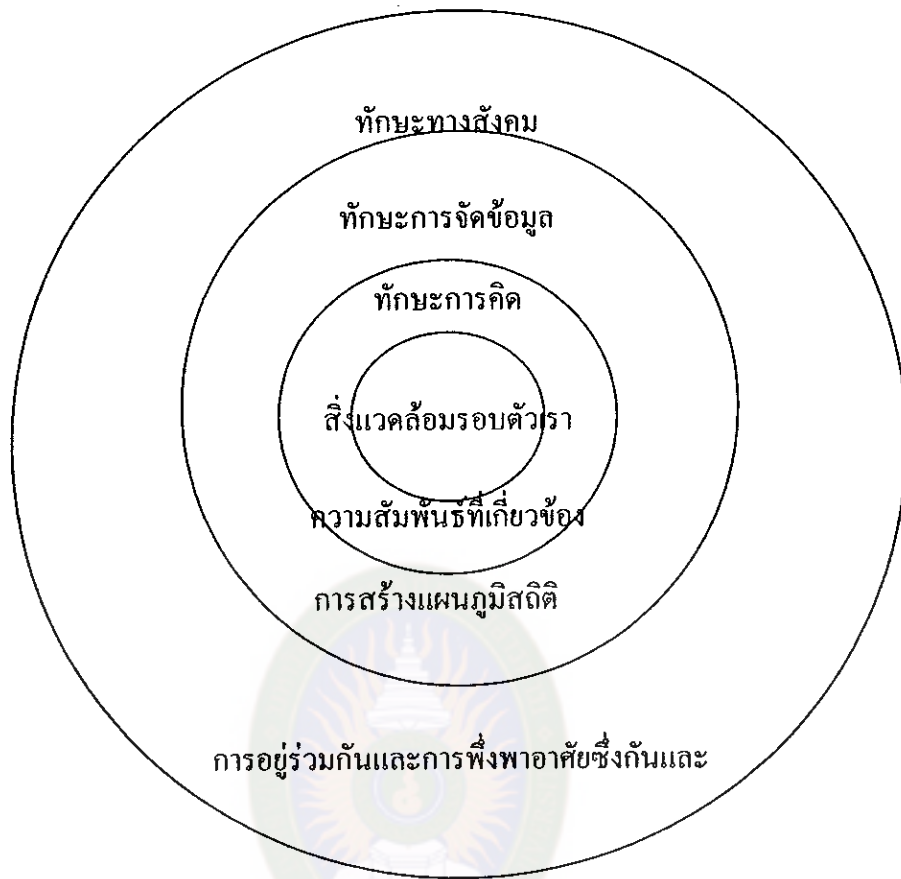 ทักษะทางสังคม
ทักษะการจัดข้อมูล
ทักษะการคิด
สิ่งแวดล้อมรอบตัวเรา
ความสัมพันธ์ที่เกี่ยวข้อง
การสร้างแผนภูมิสถิติ
การอยู่ร่วมกันและการพึ่งพาอาศัยซึ่งกันและ